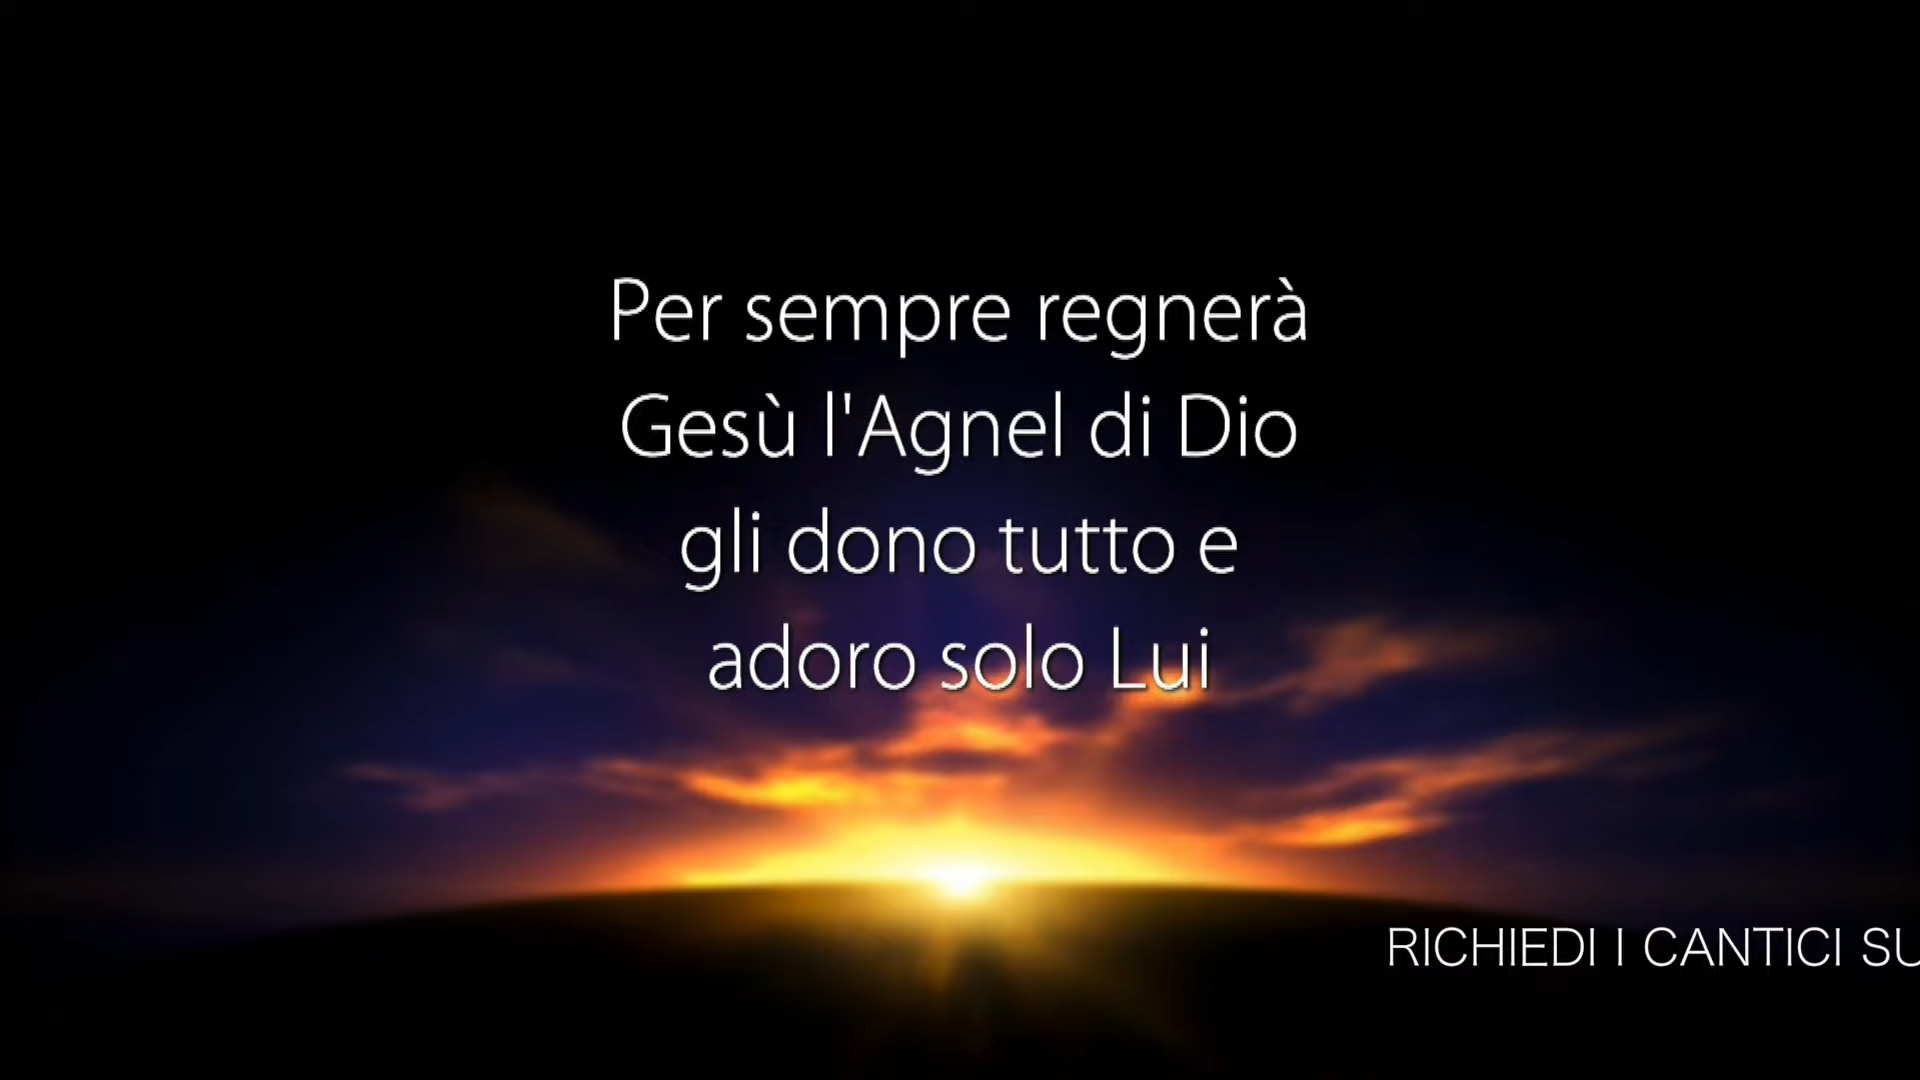 Per sempre regnerà
Gesù l'Agnel di Dio
gli dono tutto e
adoro solo Lui
RICHIEDI I CANTICI SU